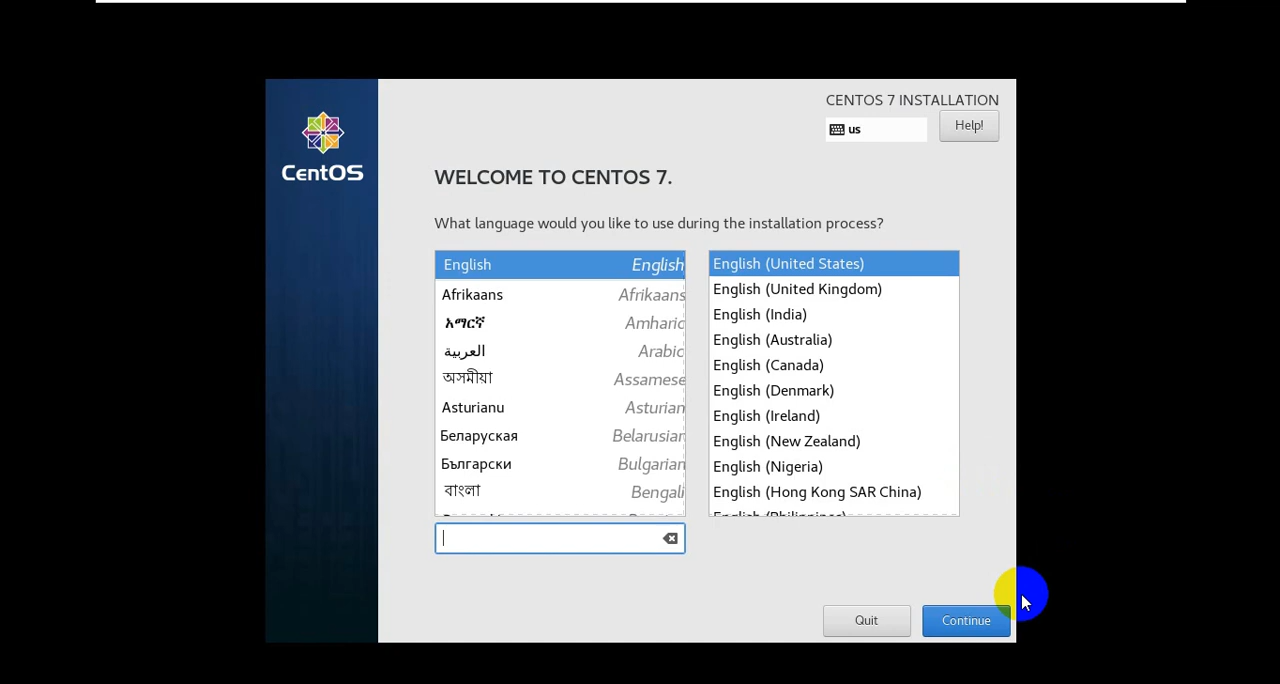 CENTOS 7 INSTALLATION
us
Help!
CentOS
WELCOME TO CENTOS 7.
What language would you like to use during the installation process?
English English
Afrikaans Afrikaans
አማርኛ Amharic
العربية Arabic
অসমীয়া Assamese
Asturianu Asturian
Беларуская Belarusian
Български Bulgarian
বাংলা Bengali
English (United States)
English (United Kingdom)
English (India)
English (Australia)
English (Canada)
English (Denmark)
English (Ireland)
English (New Zealand)
English (Nigeria)
English (Hong Kong SAR China)
English (Philippines)
Quit
Continue